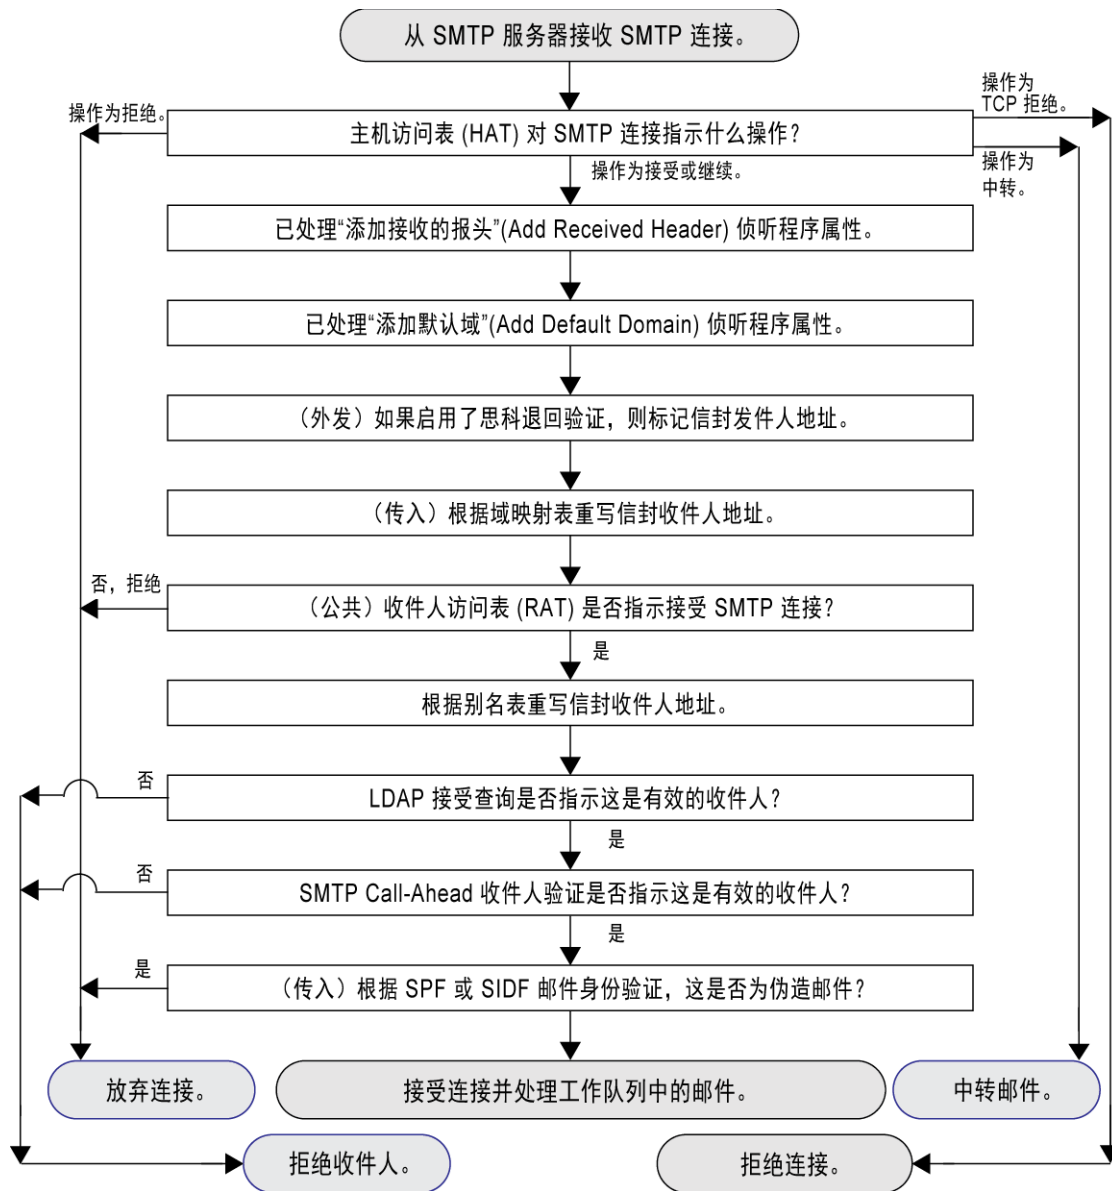 从 SMTP 服务器接收 SMTP 连接。
操作为
TCP 拒绝。
操作为拒绝。
主机访问表 (HAT) 对 SMTP 连接指示什么操作？
操作为接受或继续。
操作为
中转。
已处理“添加接收的报头”(Add Received Header) 侦听程序属性。
已处理“添加默认域”(Add Default Domain) 侦听程序属性。
（外发）如果启用了思科退回验证，则标记信封发件人地址。
（传入）根据域映射表重写信封收件人地址。
否，拒绝
（公共）收件人访问表 (RAT) 是否指示接受 SMTP 连接？
是
根据别名表重写信封收件人地址。
否
LDAP 接受查询是否指示这是有效的收件人？
是
否
SMTP Call-Ahead 收件人验证是否指示这是有效的收件人？
是
是
（传入）根据 SPF 或 SIDF 邮件身份验证，这是否为伪造邮件？
放弃连接。
接受连接并处理工作队列中的邮件。
中转邮件。
拒绝收件人。
拒绝连接。